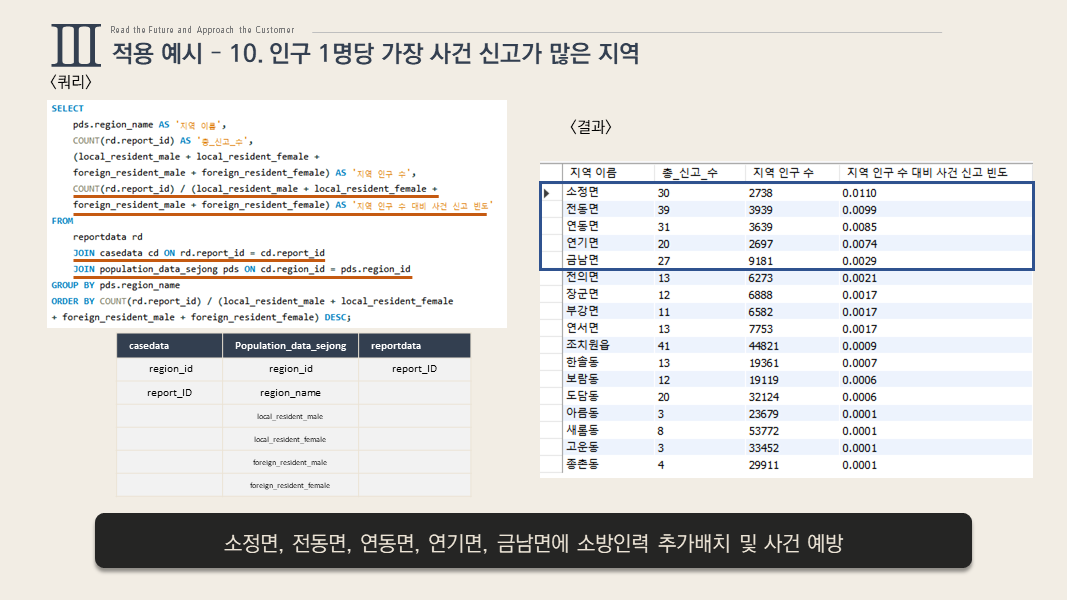 III
Read the Future and Approach the Customer
적용 예시 – 10. 인구 1명당 가장 사건 신고가 많은 지역
<쿼리>
SELECT
pds.region_name AS '지역 이름',
COUNT(rd.report_id) AS '총_신고_수',
(local_resident_male + local_resident_female +
foreign_resident_male + foreign_resident_female) AS '지역 인구 수',
COUNT(rd.report_id) / (local_resident_male + local_resident_female +
foreign_resident_male + foreign_resident_female) AS '지역 인구 수 대비 사건 신고 빈도'
FROM
reportdata rd
JOIN casedata cd ON rd.report_id = cd.report_id
JOIN population_data_sejong pds ON cd.region_id = pds.region_id
GROUP BY pds.region_name
ORDER BY COUNT(rd.report_id) / (local_resident_male + local_resident_female
+ foreign_resident_male + foreign_resident_female) DESC;
casedata Population_data_sejong reportdata
region_id region_id report_ID
report_ID region_name
local_resident_male
local_resident_female
foreign_resident_male
foreign_resident_female
<결과>
지역 이름 총_신고_수 지역 인구 수 지역 인구 수 대비 사건 신고 빈도
소정면 30 2738 0.0110
전동면 39 3939 0.0099
연동면 31 3639 0.0085
연기면 20 2697 0.0074
금남면 27 9181 0.0029
전의면 13 6273 0.0021
장군면 12 6888 0.0017
부강면 11 6582 0.0017
연서면 13 7753 0.0017
조치원읍 41 44821 0.0009
한솔동 13 19361 0.0007
보람동 12 19119 0.0006
도담동 20 32124 0.0006
아름동 3 23679 0.0001
새롬동 8 53772 0.0001
고운동 3 33452 0.0001
종촌동 4 29911 0.0001
소정면, 전동면, 연동면, 연기면, 금남면에 소방인력 추가배치 및 사건 예방